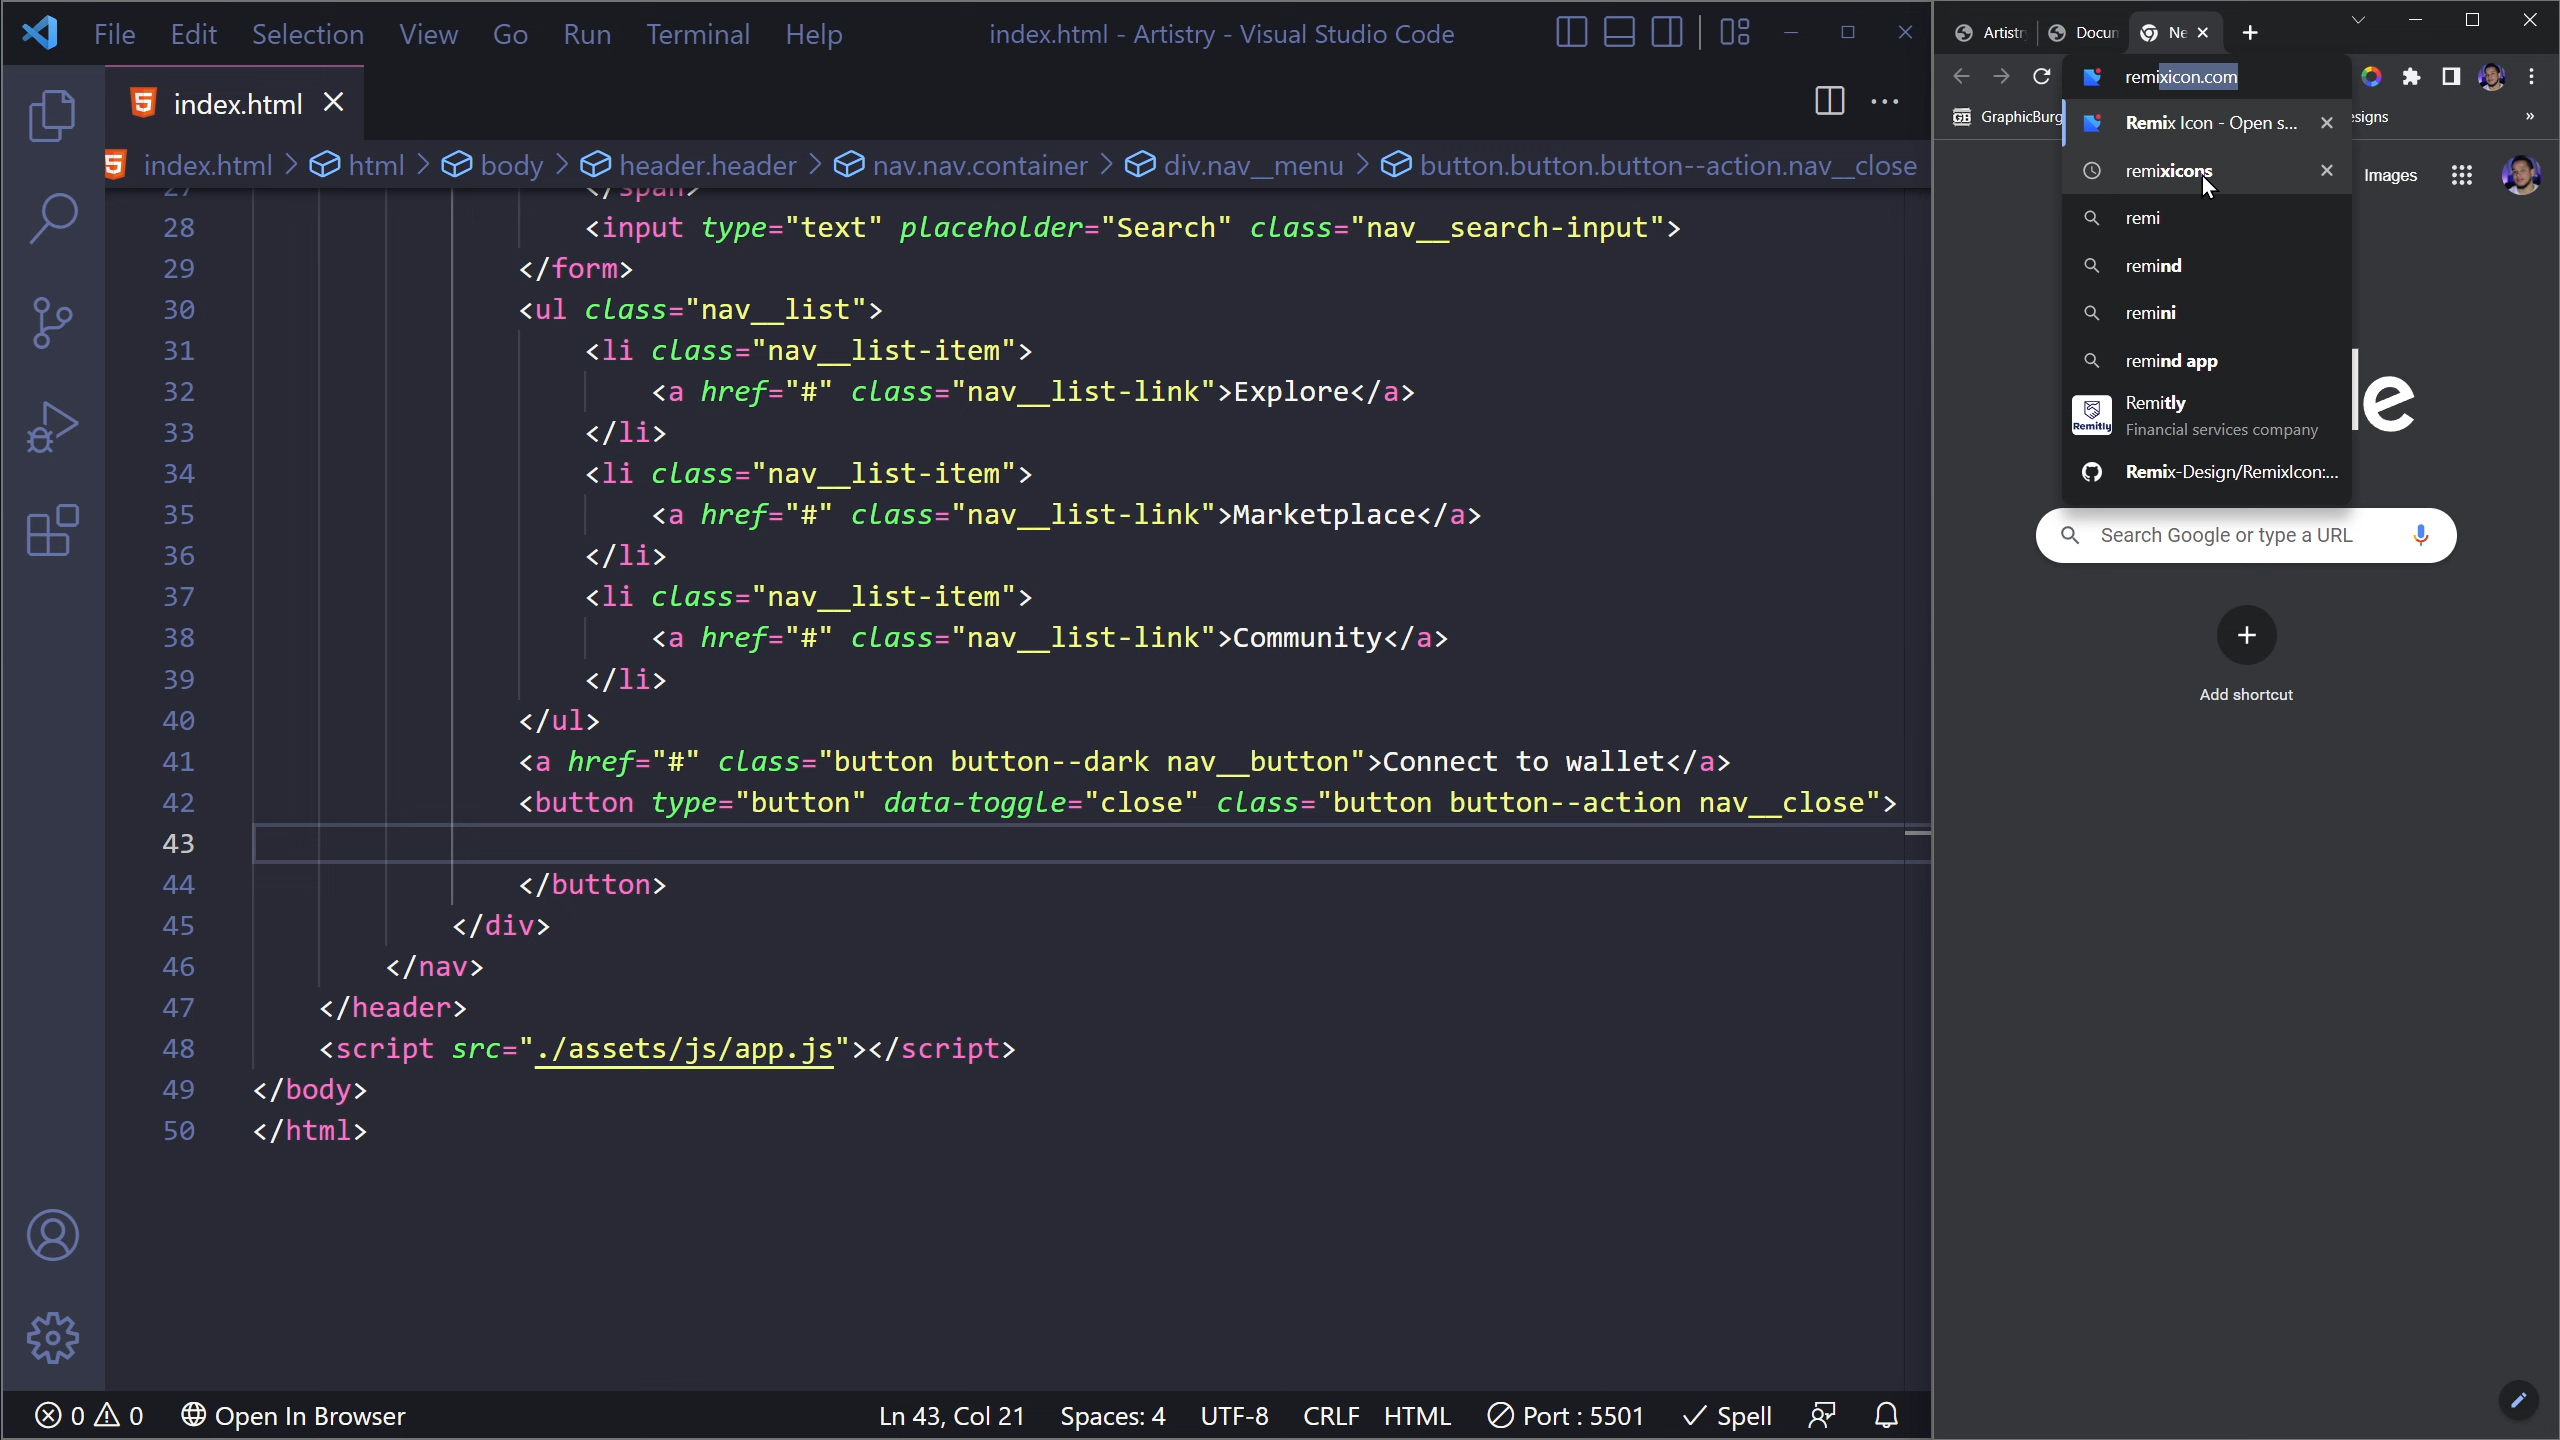 File Edit Selection View Go Run Terminal Help
index.html - Artistry - Visual Studio Code
index.html
index.html > html > body > header.header > nav.nav.container > div.nav__menu > button.button.button--action.nav__close
27 </span>
28 <input type="text" placeholder="Search" class="nav__search-input">
29 </form>
30 <ul class="nav__list">
31 <li class="nav__list-item">
32 <a href="#" class="nav__list-link">Explore</a>
33 </li>
34 <li class="nav__list-item">
35 <a href="#" class="nav__list-link">Marketplace</a>
36 </li>
37 <li class="nav__list-item">
38 <a href="#" class="nav__list-link">Community</a>
39 </li>
40 </ul>
41 <a href="#" class="button button--dark nav__button">Connect to wallet</a>
42 <button type="button" data-toggle="close" class="button button--action nav__close">
43
44 </button>
45 </div>
46 </nav>
47 </header>
48 <script src="./assets/js/app.js"></script>
49 </body>
50 </html>
0 0 Open In Browser
Ln 43, Col 21 Spaces: 4 UTF-8 CRLF HTML Port : 5501 Spell
Artistr Docum Ne
remixicon.com
GraphicBurg
esigns »
Remix Icon - Open s...
remixicons
Images
remi
remind
remini
remind app
Remitly
Remitly
Financial services company
Remix-Design/RemixIcon:...
le
Search Google or type a URL
Add shortcut